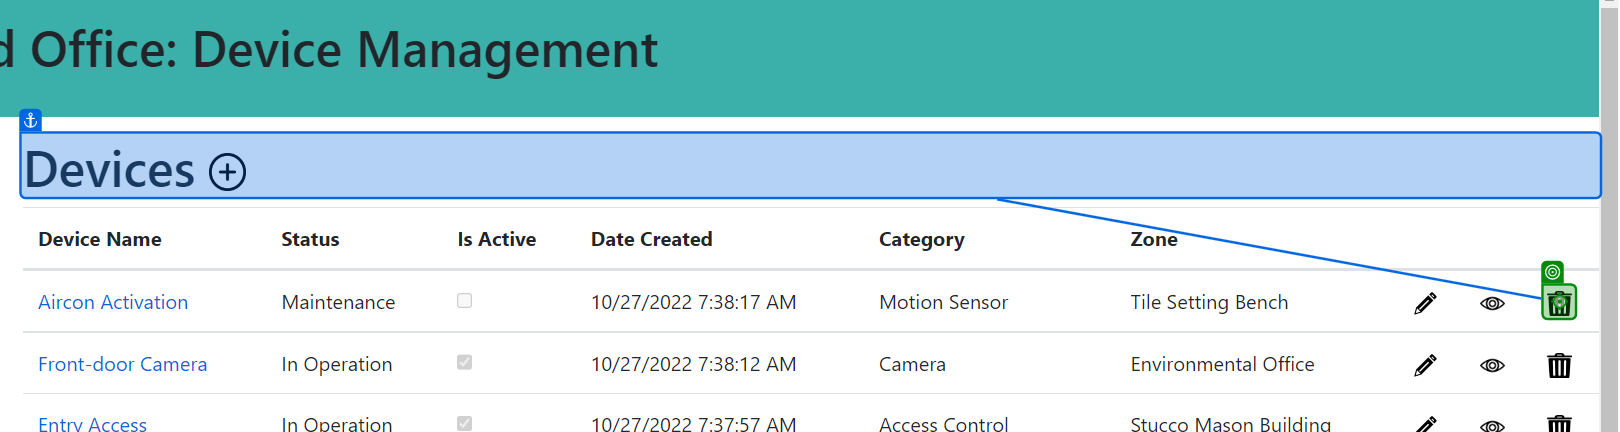 d Office: Device Management
Devices
Device Name Status Is Active Date Created Category Zone
Aircon Activation Maintenance 10/27/2022 7:38:17 AM Motion Sensor Tile Setting Bench
Front-door Camera In Operation 10/27/2022 7:38:12 AM Camera Environmental Office
Entry Access In Operation 10/27/2022 7:37:57 AM Access Control Stucco Mason Building